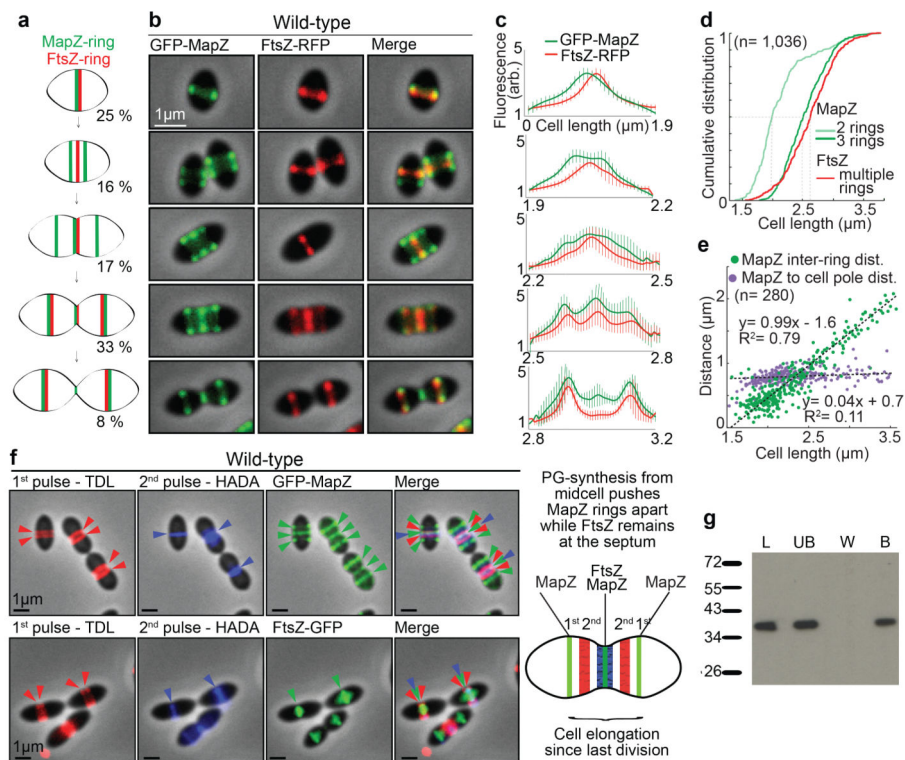 a
MapZ-ring
FtsZ-ring
25 %
16 %
17 %
33 %
8 %
b
Wild-type
GFP-MapZ
FtsZ-RFP
Merge
1µm
c
Fluorescence (arb.)
5
1
GFP-MapZ
FtsZ-RFP
0 Cell length (µm) 1.9
5
1
1.9 2.2
5
1
2.2 2.5
5
1
2.5 2.8
5
1
2.8 3.2
d
Cumulative distribution
1
0
(n= 1,036)
MapZ
2 rings
3 rings
FtsZ
multiple
rings
1.5 2.5 3.5
Cell length (µm)
e
MapZ inter-ring dist.
MapZ to cell pole dist.
(n= 280)
Distance (µm)
2
1
0
y= 0.99x - 1.6
R²= 0.79
y= 0.04x + 0.7
R²= 0.11
1.5 2.5 3.5
Cell length (µm)
f
Wild-type
1st pulse - TDL
2nd pulse - HADA
GFP-MapZ
Merge
1µm
1st pulse - TDL
2nd pulse - HADA
FtsZ-GFP
Merge
1µm
PG-synthesis from
midcell pushes
MapZ rings apart
while FtsZ remains
at the septum
FtsZ
MapZ MapZ MapZ
1st 2nd 2nd 1st
Cell elongation
since last division
g
L UB W B
72
55
43
34
26